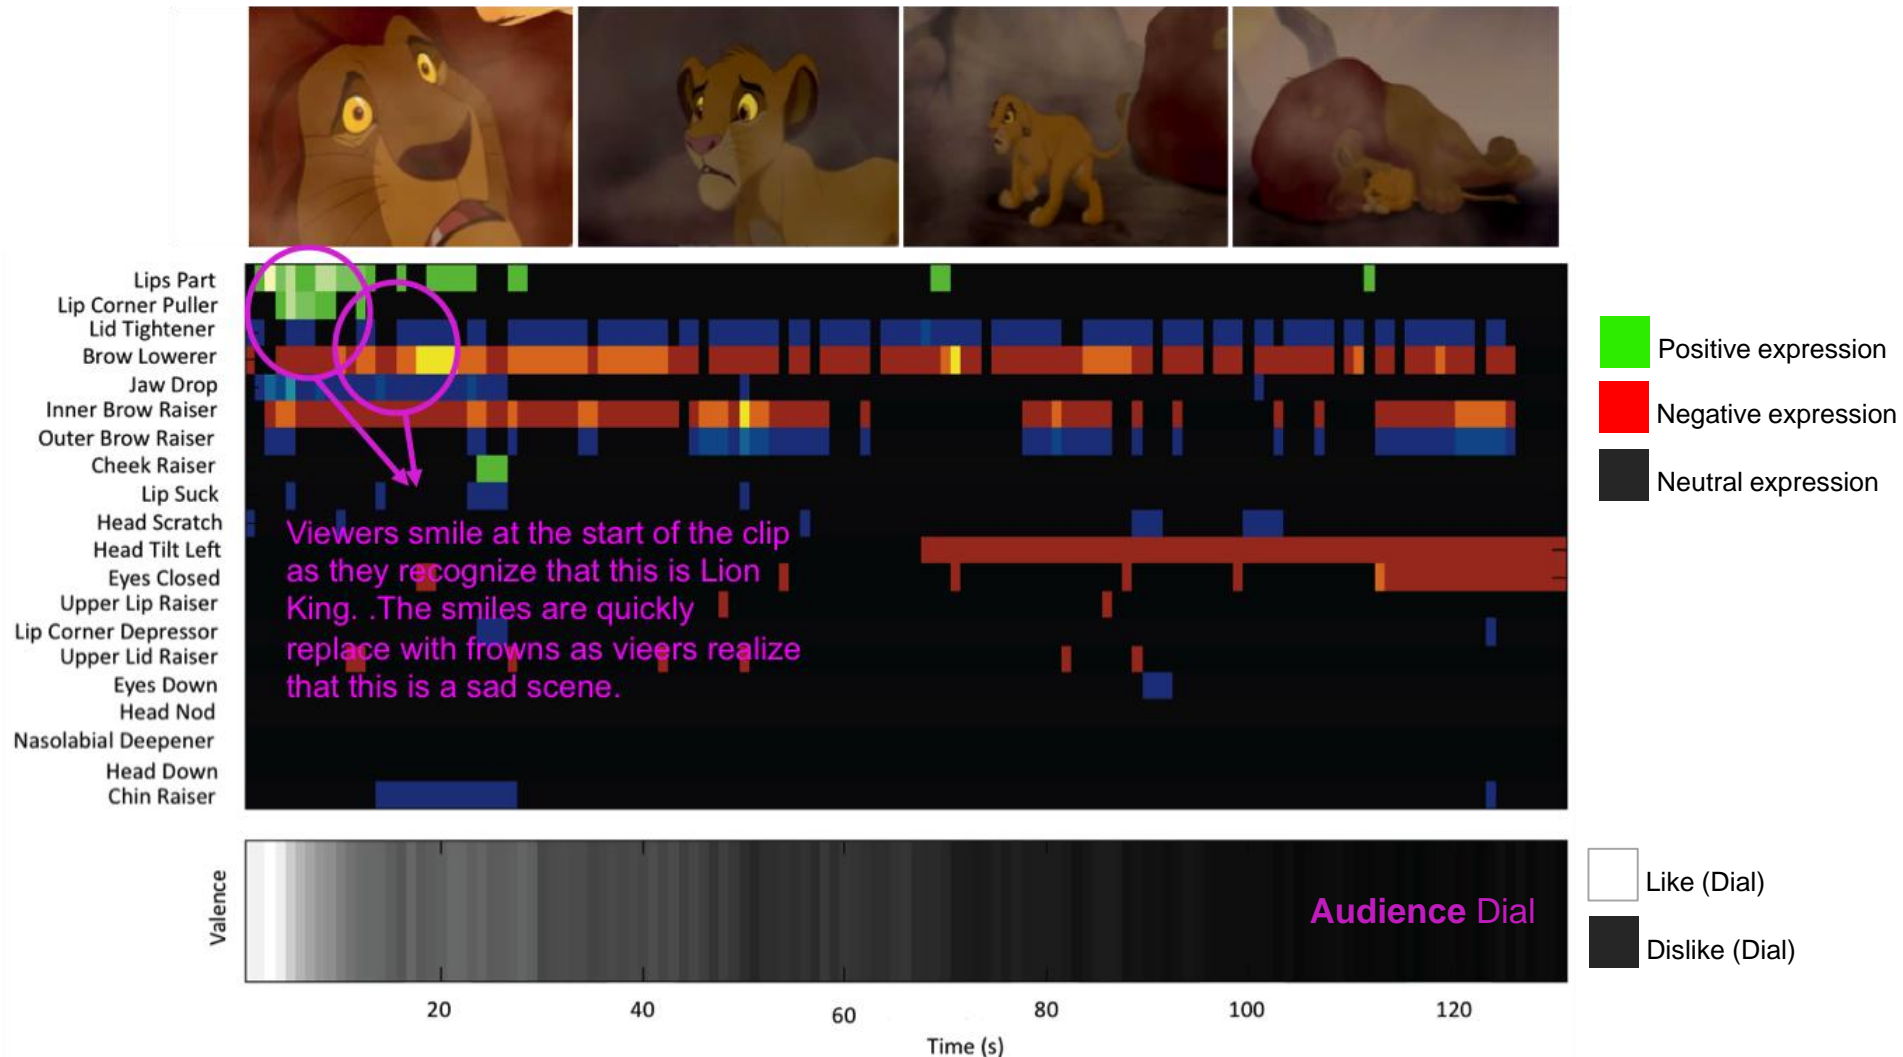 Lips Part
Lip Corner Puller
Lid Tightener
Brow Lowerer
Jaw Drop
Inner Brow Raiser
Outer Brow Raiser
Cheek Raiser
Lip Suck
Head Scratch
Head Tilt Left
Eyes Closed
Upper Lip Raiser
Lip Corner Depressor
Upper Lid Raiser
Eyes Down
Head Nod
Nasolabial Deepener
Head Down
Chin Raiser
Viewers smile at the start of the clip
as they recognize that this is Lion
King. .The smiles are quickly
replace with frowns as vieers realize
that this is a sad scene.
Positive expression
Negative expression
Neutral expression
Valence
Audience Dial
Like (Dial)
Dislike (Dial)
20 40 60 80 100 120
Time (s)